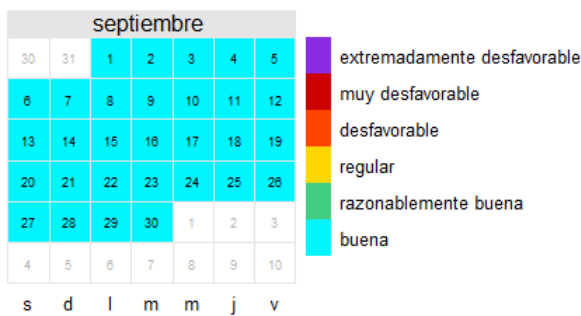 septiembre
30 31 1 2 3 4 5
6 7 8 9 10 11 12
13 14 15 16 17 18 19
20 21 22 23 24 25 26
27 28 29 30 1 2 3
4 5 6 7 8 9 10
s d l m m j v
extremadamente desfavorable
muy desfavorable
desfavorable
regular
razonablemente buena
buena